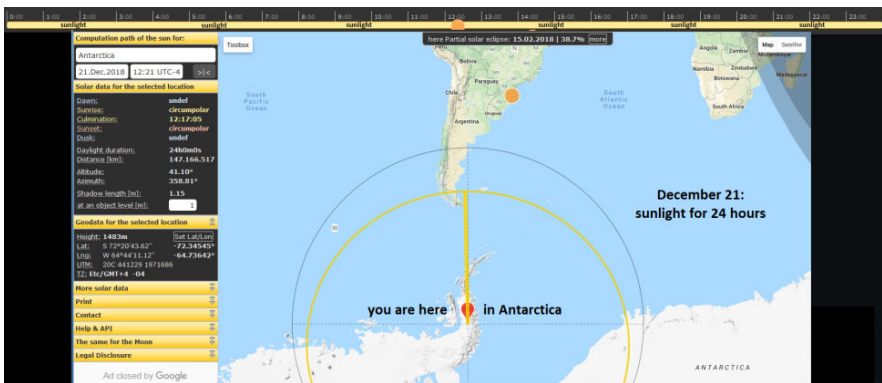 0:00 1:00 2:00 3:00 4:00 5:00 6:00 7:00 8:00 9:00 10:00 11:00 12:00 13:00 14:00 15:00 16:00 17:00 18:00 19:00 20:00 21:00 22:00 23:00
sunlight sunlight sunlight sunlight sunlight
Computation path of the sun for:
Antarctica
21.Dec.2018 12:21 UTC-4 >|<
Solar data for the selected location
Dawn: undef
Sunrise: circumpolar
Culmination: 12:17:05
Sunset: circumpolar
Dusk: undef
Daylight duration: 24h0m0s
Distance [km]: 147.166.517
Altitude: 41.10°
Azimuth: 358.81°
Shadow length [m]: 1.15
at an object level [m]: 1
Geodata for the selected location
Height: 1483m Set Lat/Lon
Lat: S 72°20'43.62" -72.34545°
Lng: W 64°44'11.12" -64.73642°
UTM: 20C 441229 1971686
TZ: Etc/GMT+4 -04
More solar data
Print
Contact
Help & API
The same for the Moon
Legal Disclosure
Ad closed by Google
Toolbox
here Partial solar eclipse: 15.02.2018 | 38.7% more
Map Satellite
N
Peru
Bolivia
Paraguay
Chile
Uruguay
Argentina
South
Pacific
Ocean
South
Atlantic
Ocean
Angola
Zambia
Mozambique
Namibia
Zimbabwe
Botswana
Madagascar
South Africa
W
December 21:
sunlight for 24 hours
you are here in Antarctica
ANTARCTICA